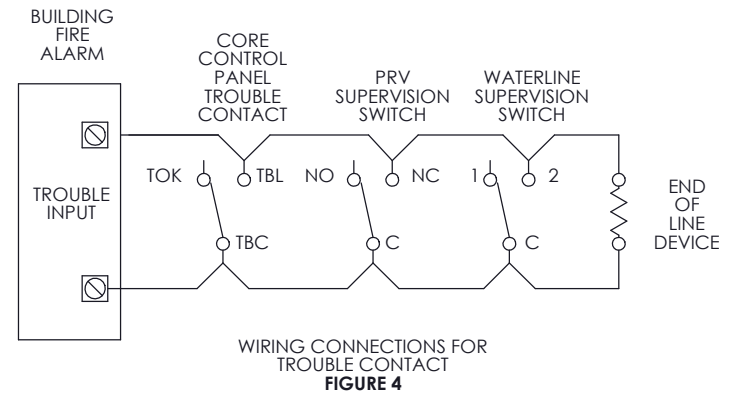 BUILDING
FIRE
ALARM
CORE
CONTROL
PANEL
TROUBLE
CONTACT
PRV
SUPERVISION
SWITCH
WATERLINE
SUPERVISION
SWITCH
TROUBLE
INPUT
TOK
TBL
NO
NC
1
2
TBC
C
C
END
OF
LINE
DEVICE
WIRING CONNECTIONS FOR
TROUBLE CONTACT
FIGURE 4